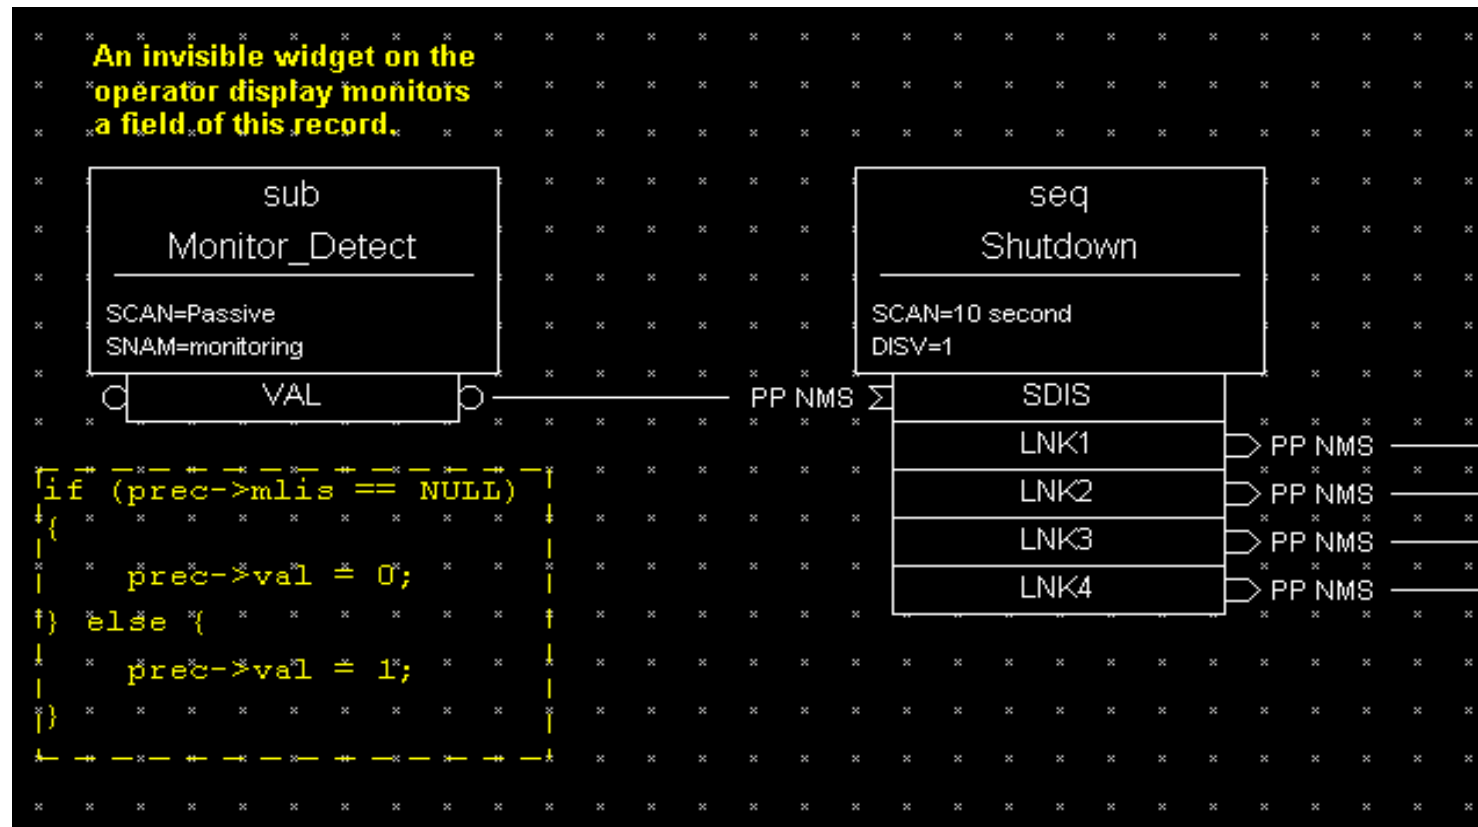 An invisible widget on the
operator display monitors
a field of this record.
sub
Monitor_Detect
SCAN=Passive
SNAM=monitoring
VAL
PP NMS
seq
Shutdown
SCAN=10 second
DISV=1
SDIS
LNK1
PP NMS
LNK2
PP NMS
LNK3
PP NMS
LNK4
PP NMS
if (prec->mlis == NULL)
{
prec->val = 0;
} else {
prec->val = 1;
}